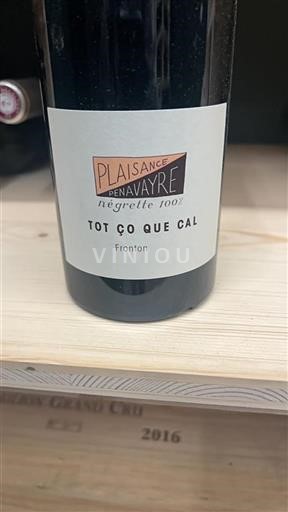 PLAISANCE
PENAVAYRE
négrette 100%
TOT ÇO QUE CAL
Fronton
VINIOU
GRAND CRU
2016